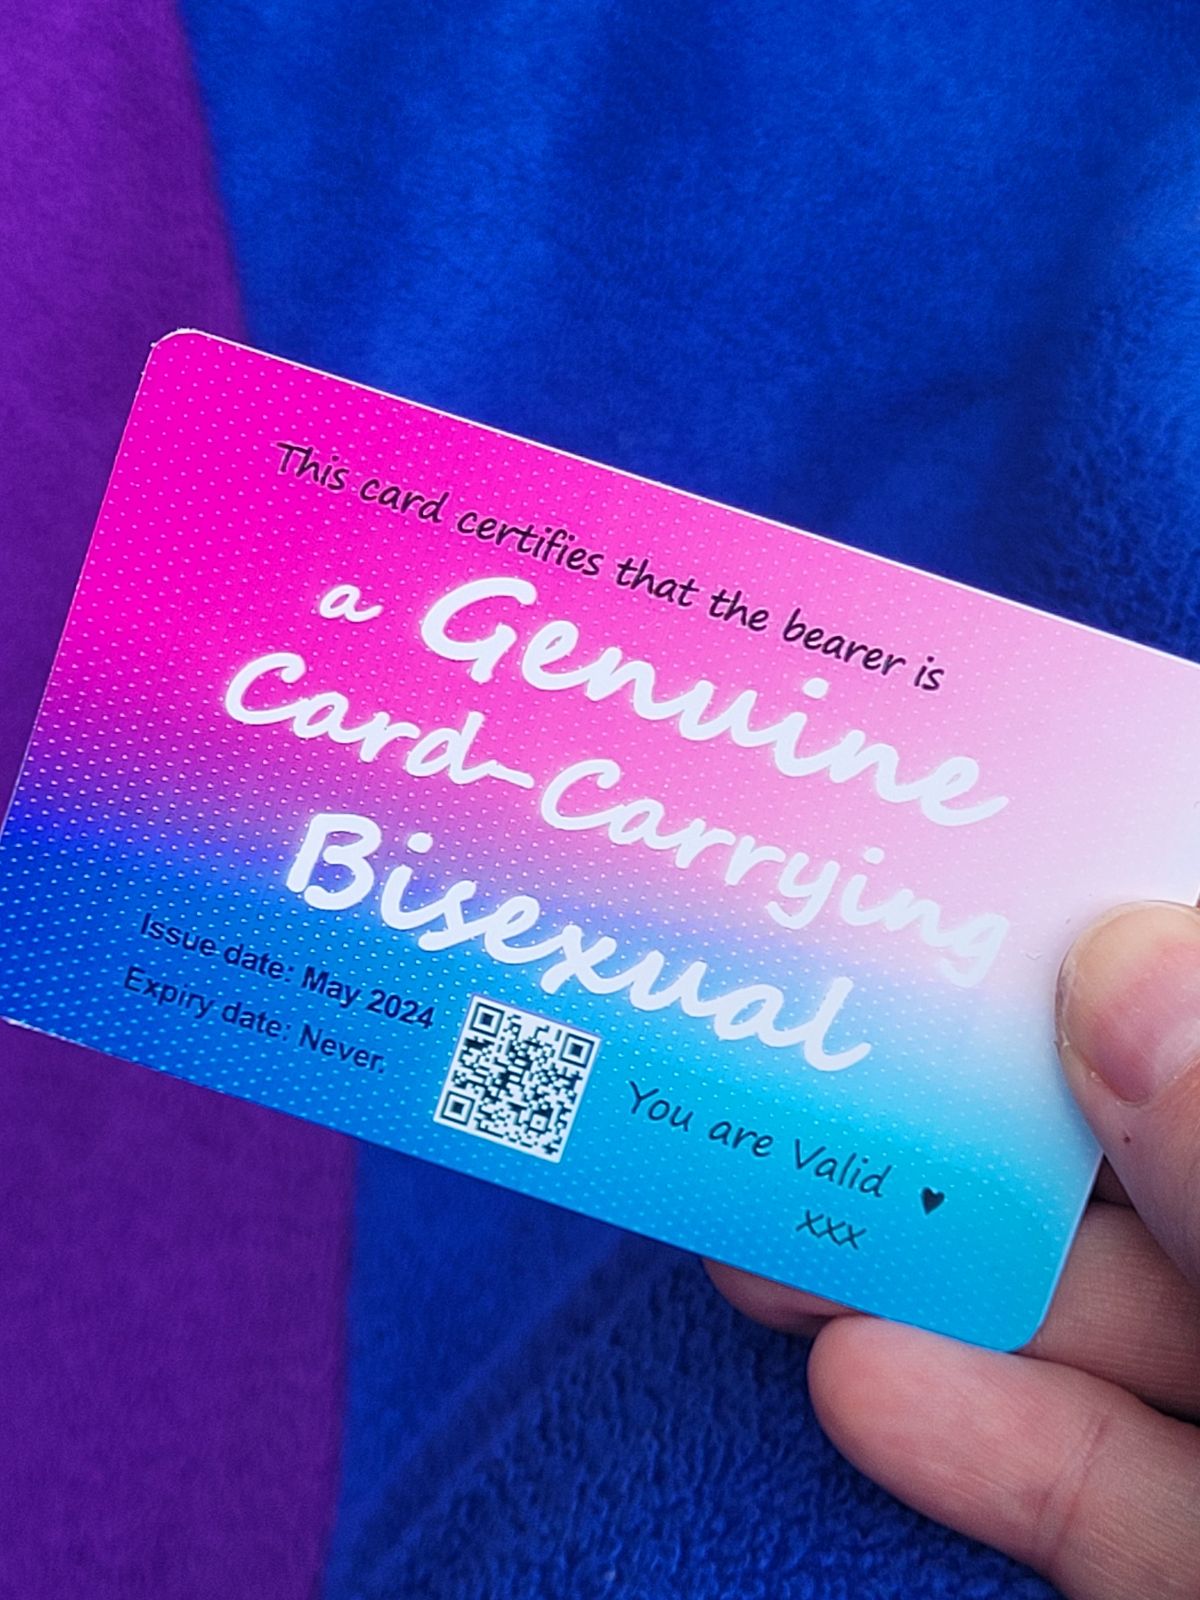 This card certifies that the bearer is
a Genuine
Card-Carrying
Bisexual
Issue date: May 2024
Expiry date: Never.
You are Valid ♥
xxx